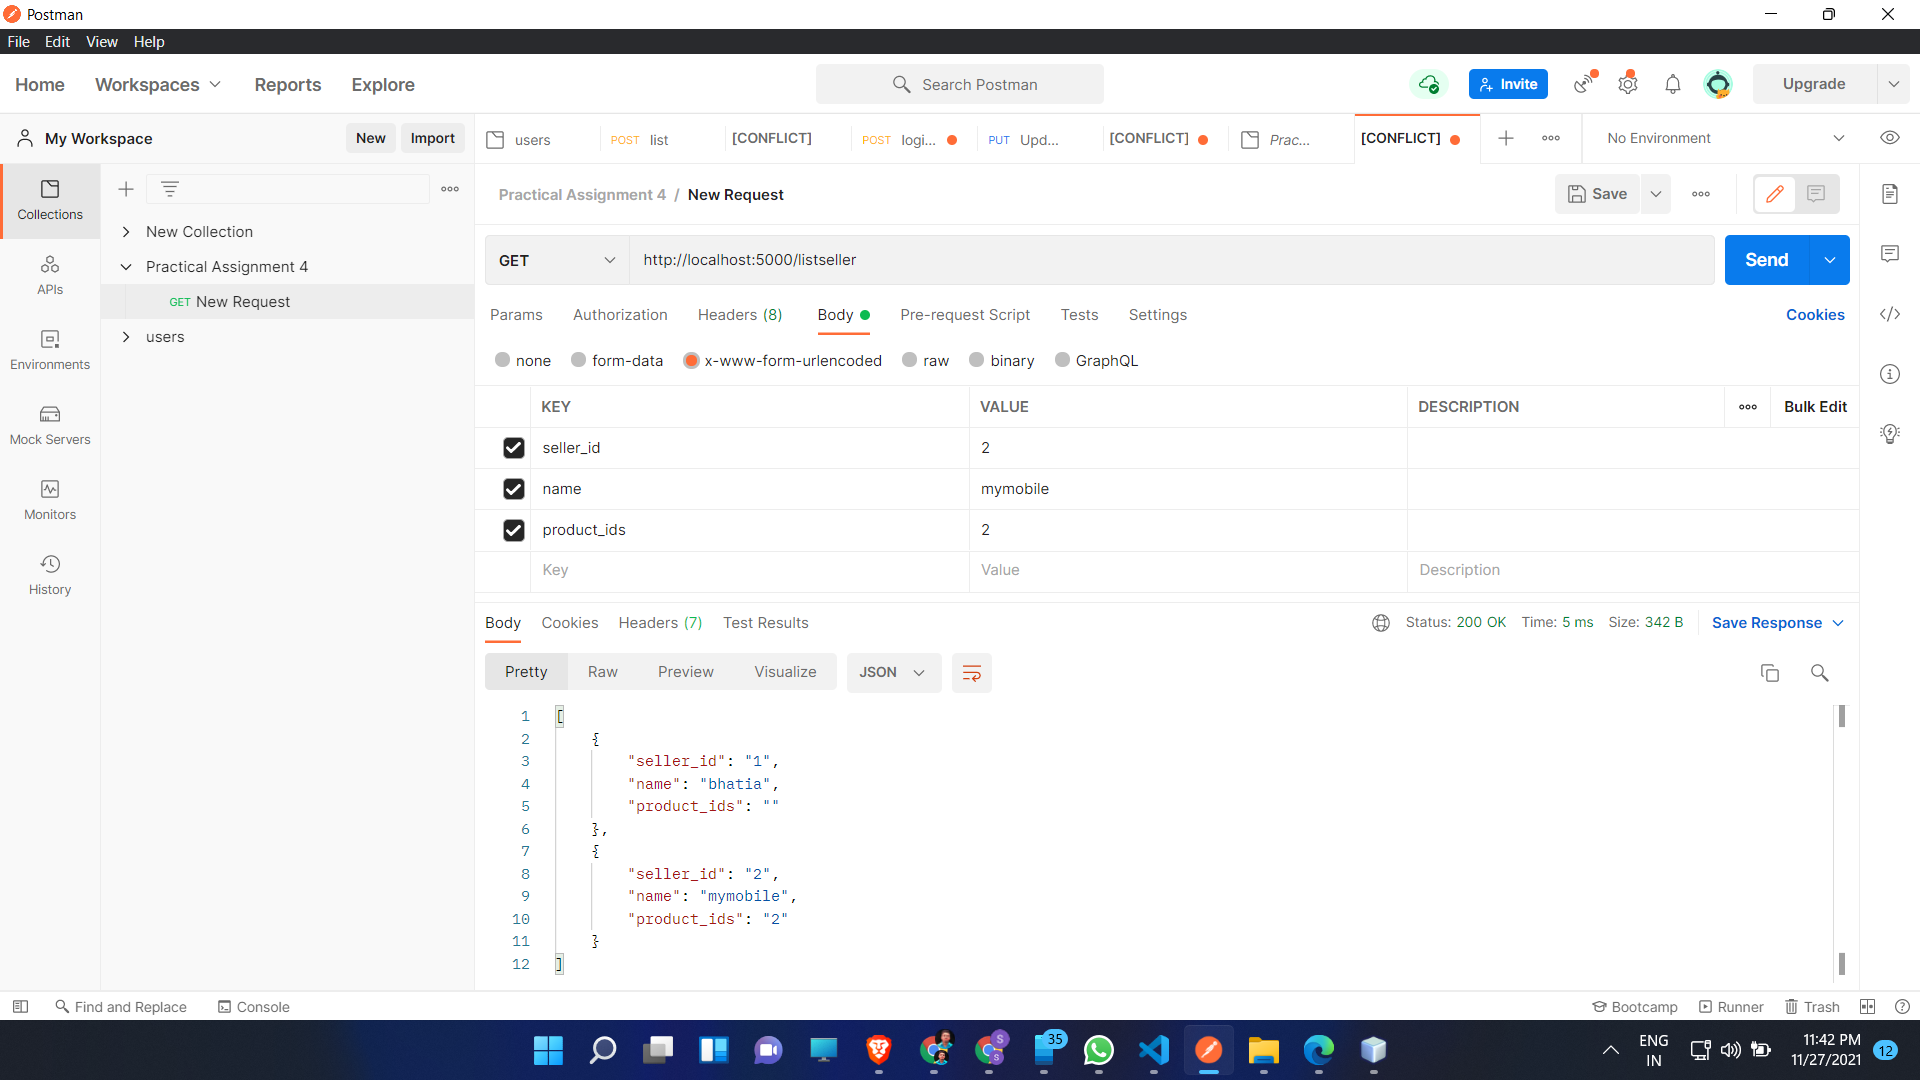 Postman
File Edit View Help
Home Workspaces Reports Explore Search Postman Invite Upgrade
My Workspace New Import users POST list [CONFLICT] POST logi... PUT Upd... [CONFLICT] Prac... [CONFLICT] No Environment
Collections
APIs
Environments
Mock Servers
Monitors
History
New Collection
Practical Assignment 4
GET New Request
users
Practical Assignment 4 / New Request Save
GET http://localhost:5000/listseller Send
Params Authorization Headers (8) Body Pre-request Script Tests Settings Cookies
none form-data x-www-form-urlencoded raw binary GraphQL
KEY VALUE DESCRIPTION Bulk Edit
seller_id 2
name mymobile
product_ids 2
Key Value Description
Body Cookies Headers (7) Test Results Status: 200 OK Time: 5 ms Size: 342 B Save Response
Pretty Raw Preview Visualize JSON
1 [
2 {
3 "seller_id": "1",
4 "name": "bhatia",
5 "product_ids": ""
6 },
7 {
8 "seller_id": "2",
9 "name": "mymobile",
10 "product_ids": "2"
11 }
12 ]
Find and Replace Console Bootcamp Runner Trash
S
S
35
ENG
IN
11:42 PM
11/27/2021
12